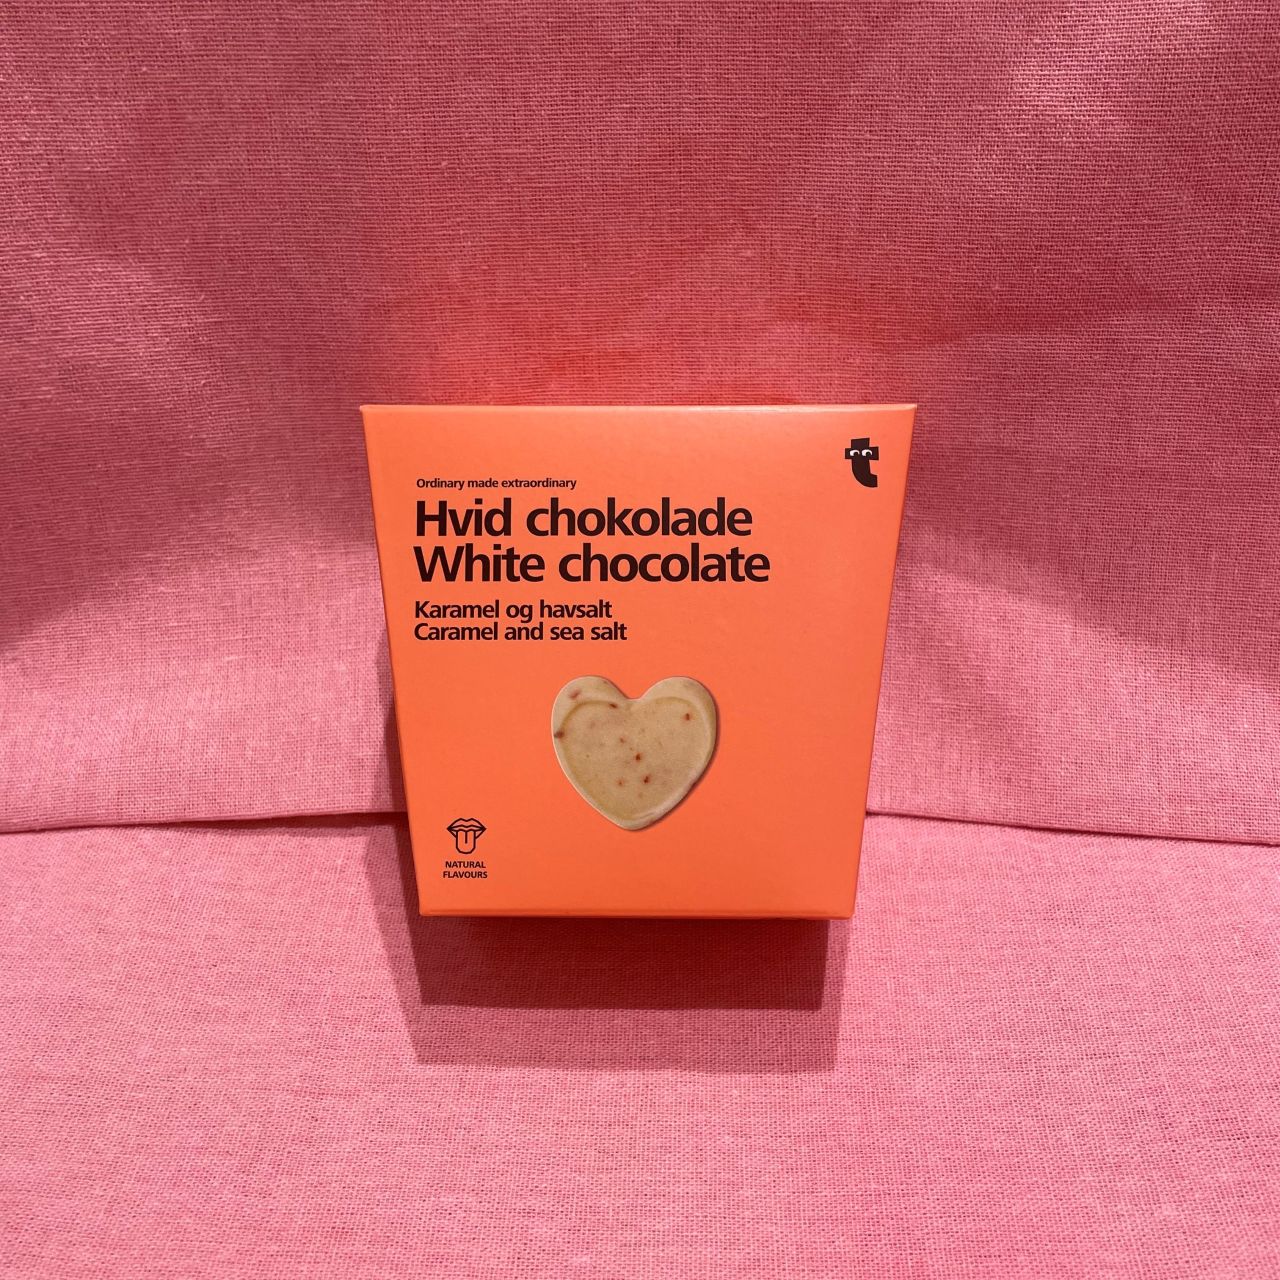 t
Ordinary made extraordinary
Hvid chokolade
White chocolate
Karamel og havsalt
Caramel and sea salt
NATURAL
FLAVOURS